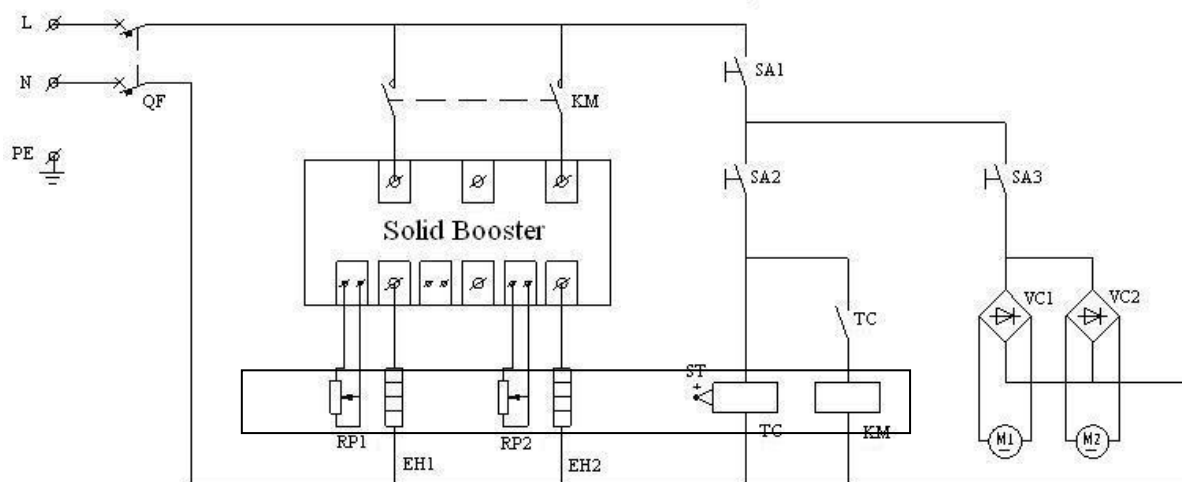 L
SA1
N
QF
KM
PE
SA2
SA3
Solid Booster
VC1
VC2
TC
ST
+
RP1
RP2
TC
KM
M1
M2
EH1
EH2